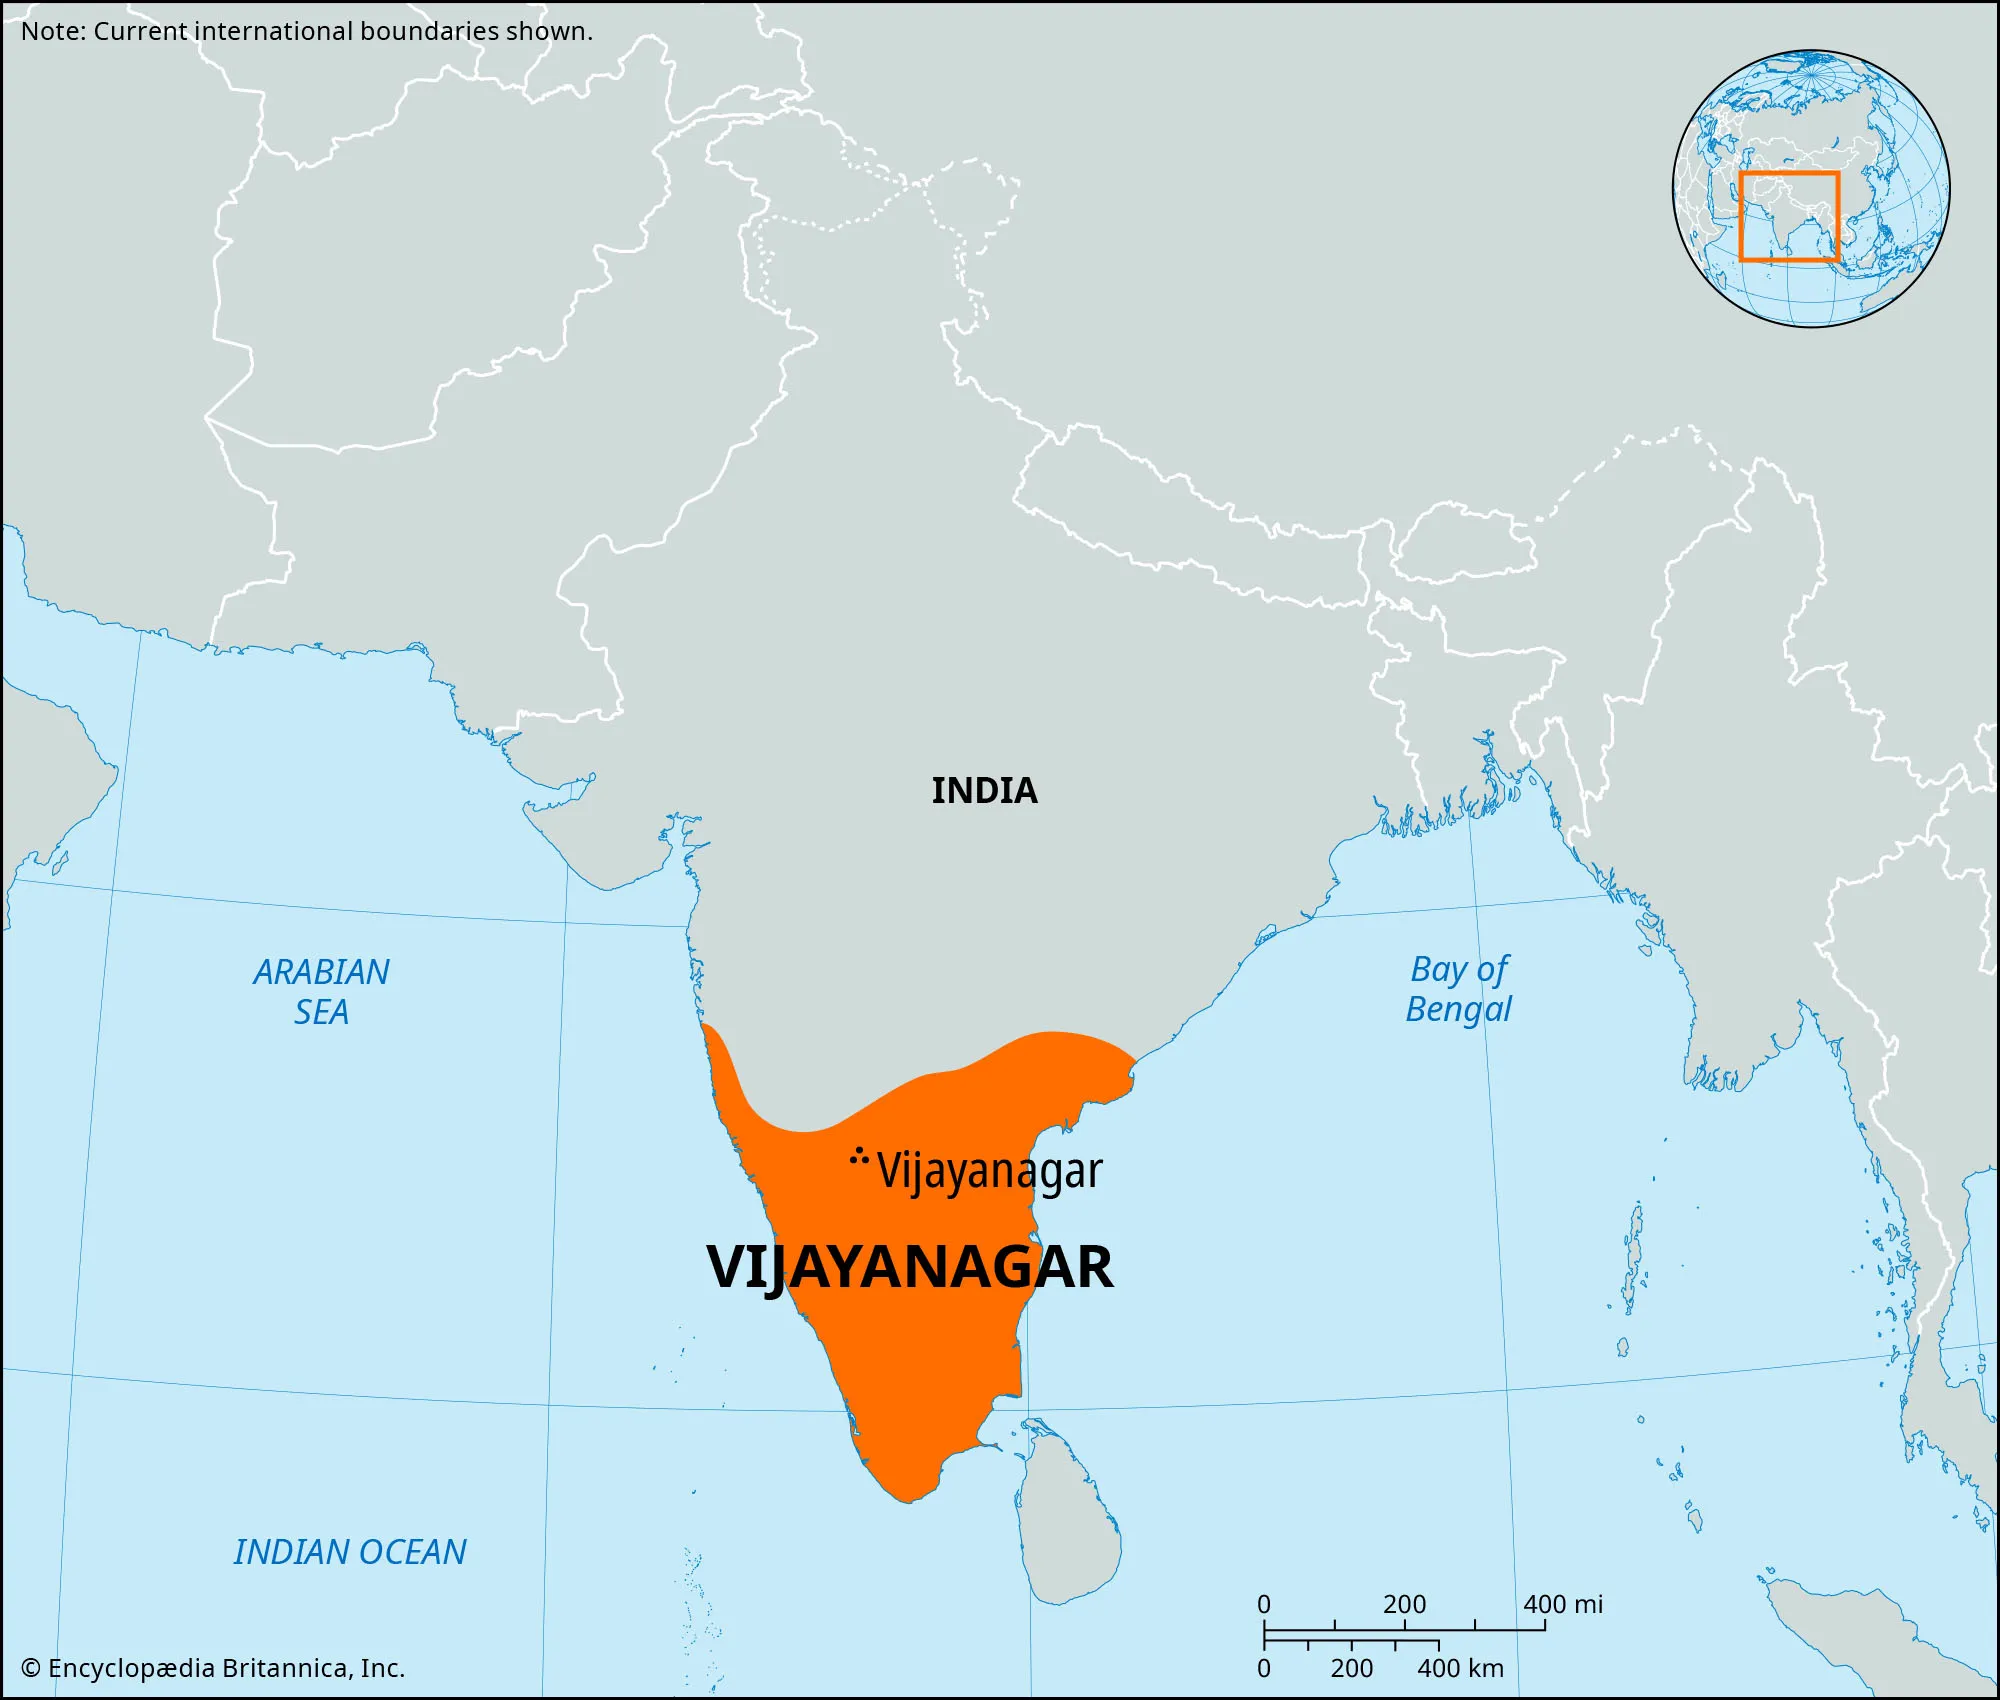 Note: Current international boundaries shown.
INDIA
ARABIAN
SEA
Bay of
Bengal
Vijayanagar
VIJAYANAGAR
INDIAN OCEAN
0 200 400 mi
0 200 400 km
© Encyclopædia Britannica, Inc.